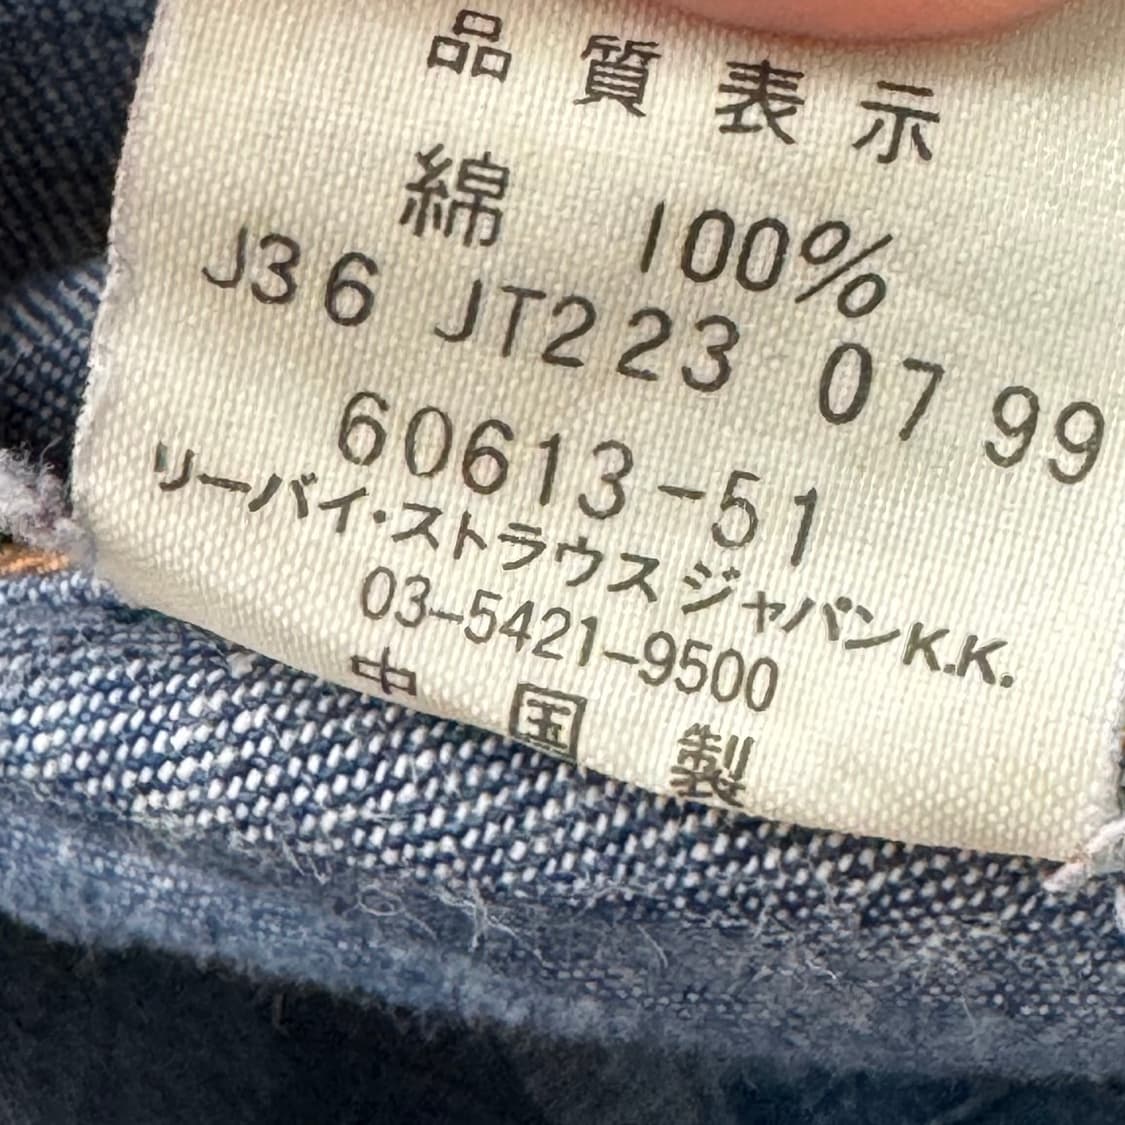 品質表示
綿 100%
J36 JT223 07 99
60613-51
リーバイ・ストラウス ジャパンK.K.
03-5421-9500
中国製